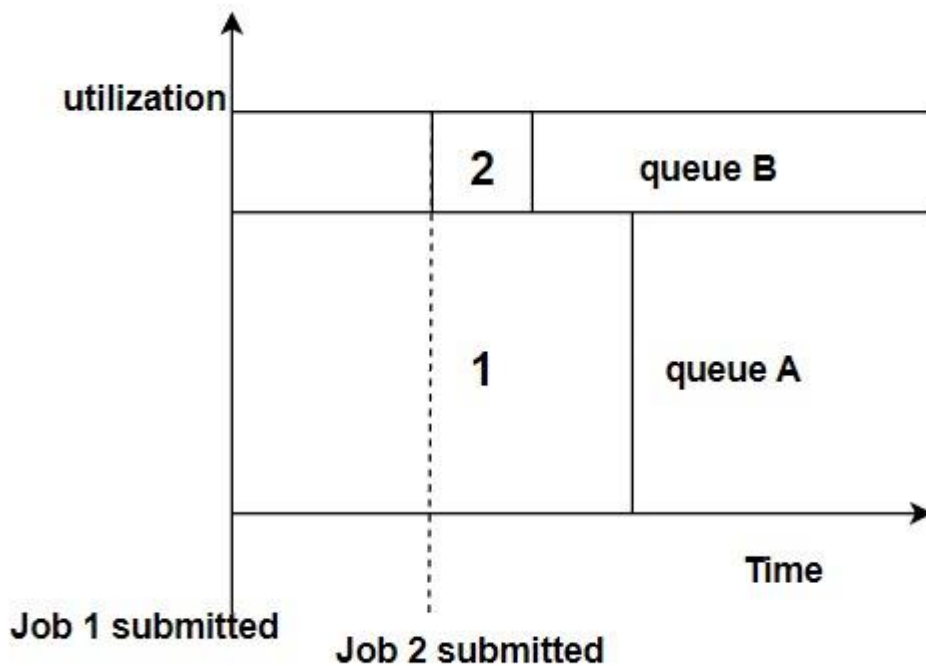 utilization
2
queue B
1
queue A
Time
Job 1 submitted
Job 2 submitted